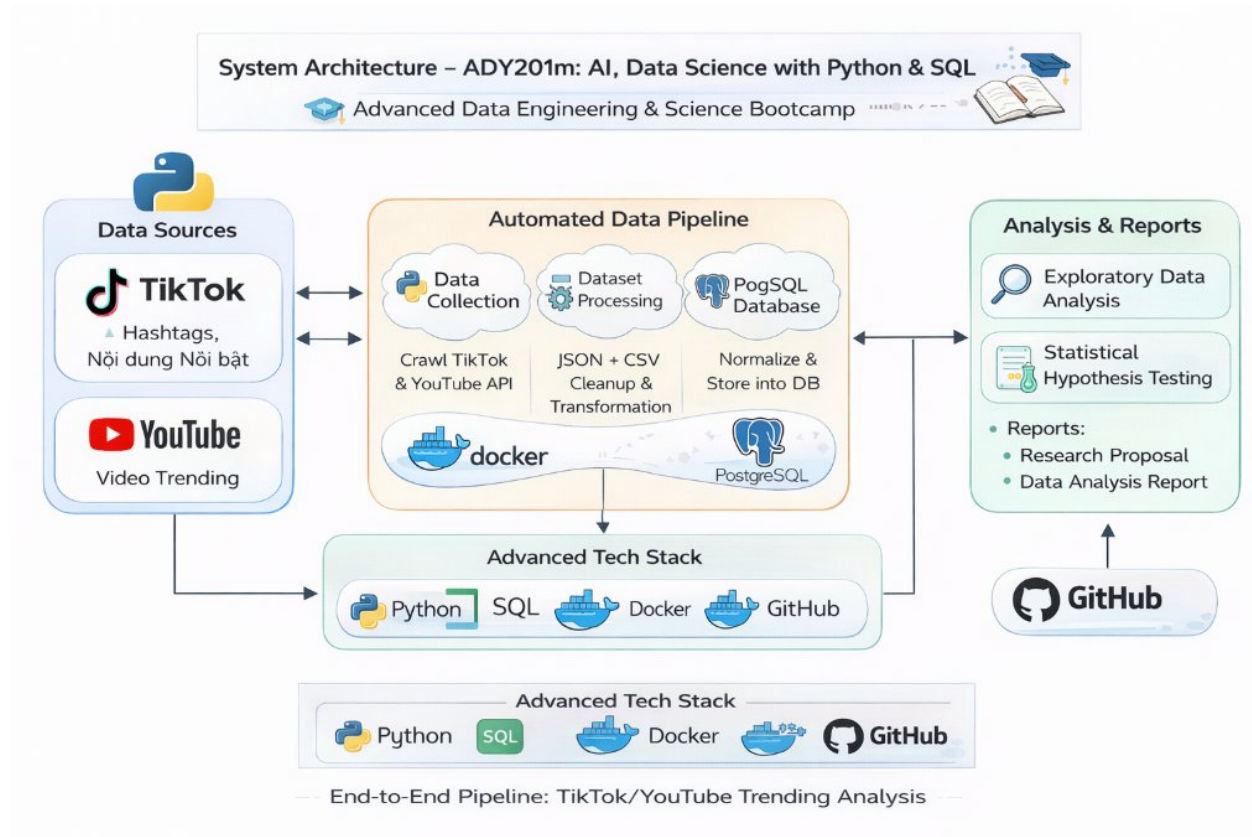 System Architecture – ADY201m: AI, Data Science with Python & SQL
Advanced Data Engineering & Science Bootcamp
Data Sources
TikTok
Hashtags,
Nội dung Nõi bật
YouTube
Video Trending
Automated Data Pipeline
Data
Collection
Crawl TikTok
& YouTube API
Dataset
Processing
JSON + CSV
Cleanup &
Transformation
PogSQL
Database
Normalize &
Store into DB
docker
PostgreSQL
Analysis & Reports
Exploratory Data
Analysis
Statistical
Hypothesis Testing
Reports:
Research Proposal
Data Analysis Report
GitHub
Advanced Tech Stack
Python SQL Docker GitHub
Advanced Tech Stack
Python SQL Docker GitHub
End-to-End Pipeline: TikTok/YouTube Trending Analysis